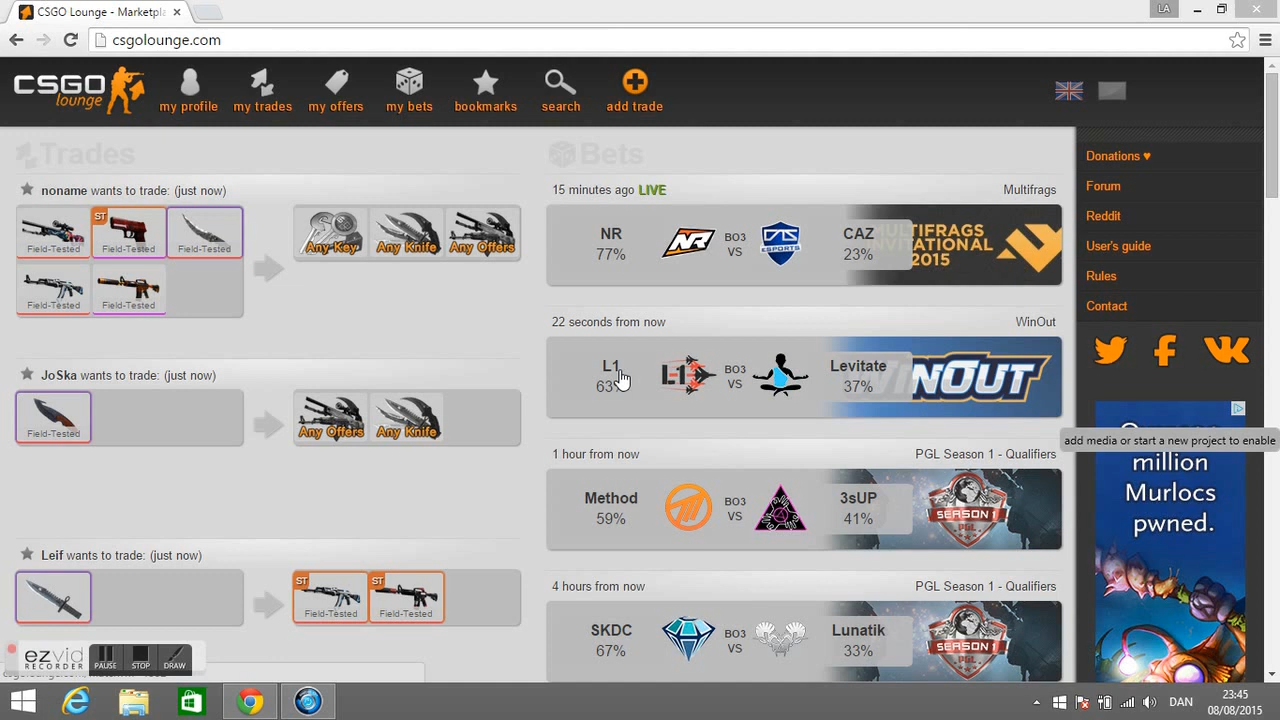 CSGO Lounge - Marketpla
LA
csgolounge.com
CSGO
lounge
my profile
my trades
my offers
my bets
bookmarks
search
add trade
Trades
noname wants to trade: (just now)
Field-Tested
ST
Field-Tested
Field-Tested
Any Key
Any Knife
Any Offers
Field-Tested
Field-Tested
JoSka wants to trade: (just now)
Field-Tested
Any Offers
Any Knife
Leif wants to trade: (just now)
ST
Field-Tested
ST
Field-Tested
Bets
15 minutes ago LIVE
Multifrags
NR
77%
NR
BO3
VS
ESPORTS
CAZ
23%
MULTIFRAGS
INVITATIONAL
2015
22 seconds from now
WinOut
L1
63%
BO3
VS
Levitate
37%
WINOUT
1 hour from now
PGL Season 1 - Qualifiers
Method
59%
BO3
VS
3sUP
41%
SEASON 1
PGL
4 hours from now
PGL Season 1 - Qualifiers
SKDC
67%
BO3
VS
Lunatik
33%
SEASON 1
PGL
Donations ♥
Forum
Reddit
User's guide
Rules
Contact
add media or start a new project to enable
million
Murlocs
pwned.
ezvid
RECORDER
PAUSE
STOP
DRAW
DAN
23:45
08/08/2015